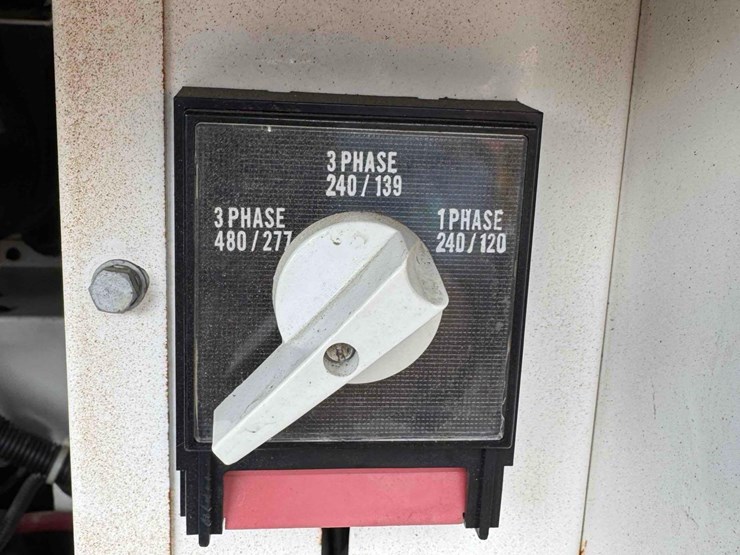 3 PHASE
240 / 139
3 PHASE
480 / 277
1 PHASE
240 / 120